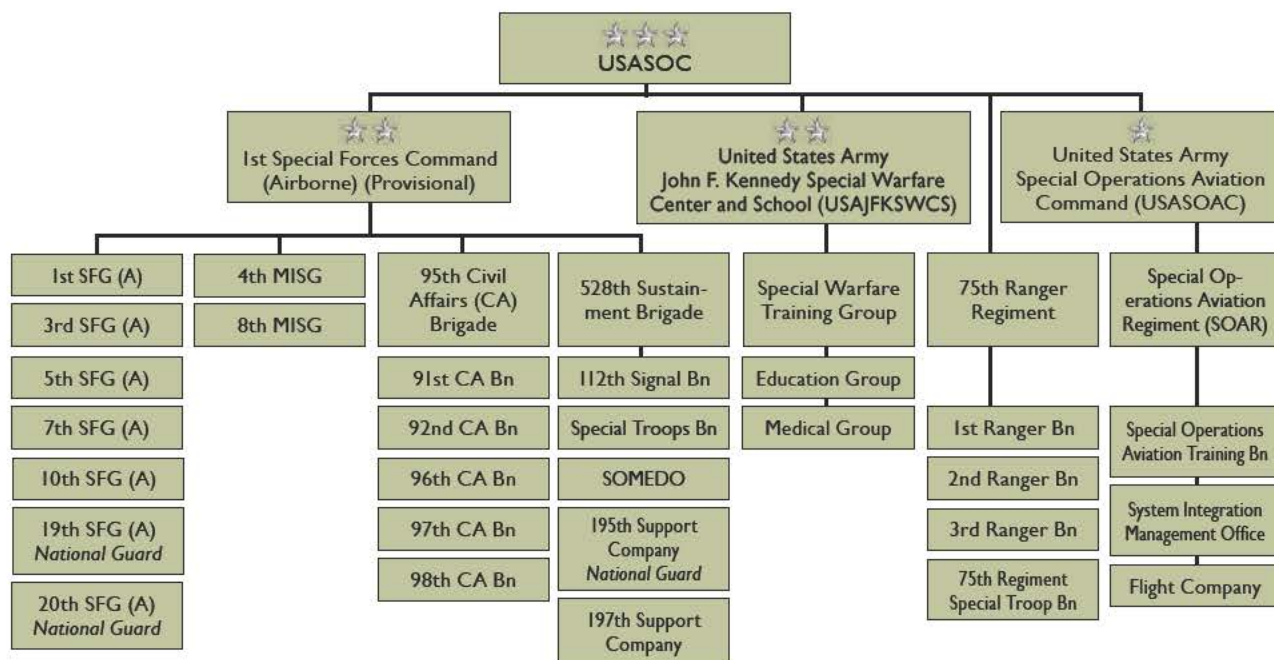 USASOC
1st Special Forces Command
(Airborne) (Provisional)
United States Army
John F. Kennedy Special Warfare
Center and School (USAJFKSWCS)
United States Army
Special Operations Aviation
Command (USASOAC)
1st SFG (A)
3rd SFG (A)
5th SFG (A)
7th SFG (A)
10th SFG (A)
19th SFG (A)
National Guard
20th SFG (A)
National Guard
4th MISG
8th MISG
95th Civil
Affairs (CA)
Brigade
91st CA Bn
92nd CA Bn
96th CA Bn
97th CA Bn
98th CA Bn
528th Sustain-
ment Brigade
112th Signal Bn
Special Troops Bn
SOMEDO
195th Support
Company
National Guard
197th Support
Company
Special Warfare
Training Group
Education Group
Medical Group
75th Ranger
Regiment
1st Ranger Bn
2nd Ranger Bn
3rd Ranger Bn
75th Regiment
Special Troop Bn
Special Op-
erations Aviation
Regiment (SOAR)
Special Operations
Aviation Training Bn
System Integration
Management Office
Flight Company